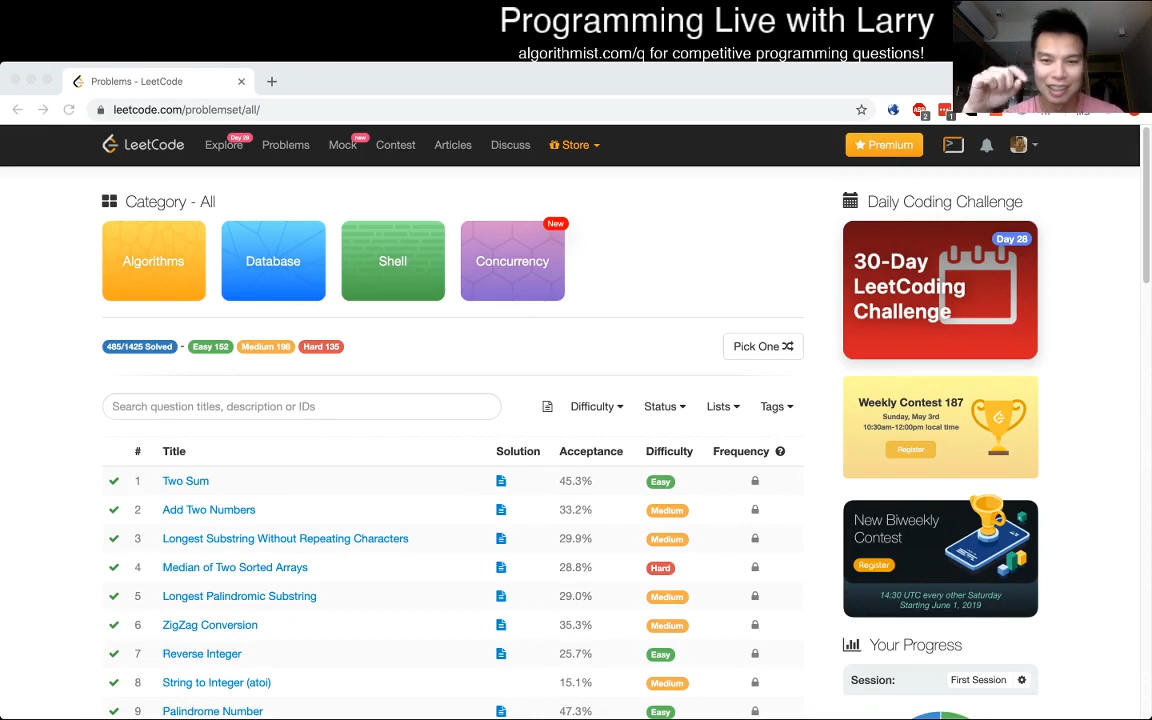 Programming Live with Larry
algorithmist.com/q for competitive programming questions!
Problems - LeetCode
leetcode.com/problemset/all/
2
1
LeetCode
Explore
Day 28
Problems
Mock
new
Contest
Articles
Discuss
Store
Premium
Category - All
Algorithms
Database
Shell
Concurrency
New
485/1425 Solved - Easy 152 Medium 198 Hard 135
Pick One
Search question titles, description or IDs
Difficulty
Status
Lists
Tags
# Title Solution Acceptance Difficulty Frequency
1 Two Sum 45.3% Easy
2 Add Two Numbers 33.2% Medium
3 Longest Substring Without Repeating Characters 29.9% Medium
4 Median of Two Sorted Arrays 28.8% Hard
5 Longest Palindromic Substring 29.0% Medium
6 ZigZag Conversion 35.3% Medium
7 Reverse Integer 25.7% Easy
8 String to Integer (atoi) 15.1% Medium
9 Palindrome Number 47.3% Easy
Daily Coding Challenge
Day 28
30-Day
LeetCoding
Challenge
Weekly Contest 187
Sunday, May 3rd
10:30am-12:00pm local time
Register
New Biweekly
Contest
Register
14:30 UTC every other Saturday
Starting June 1, 2019
Your Progress
Session:
First Session